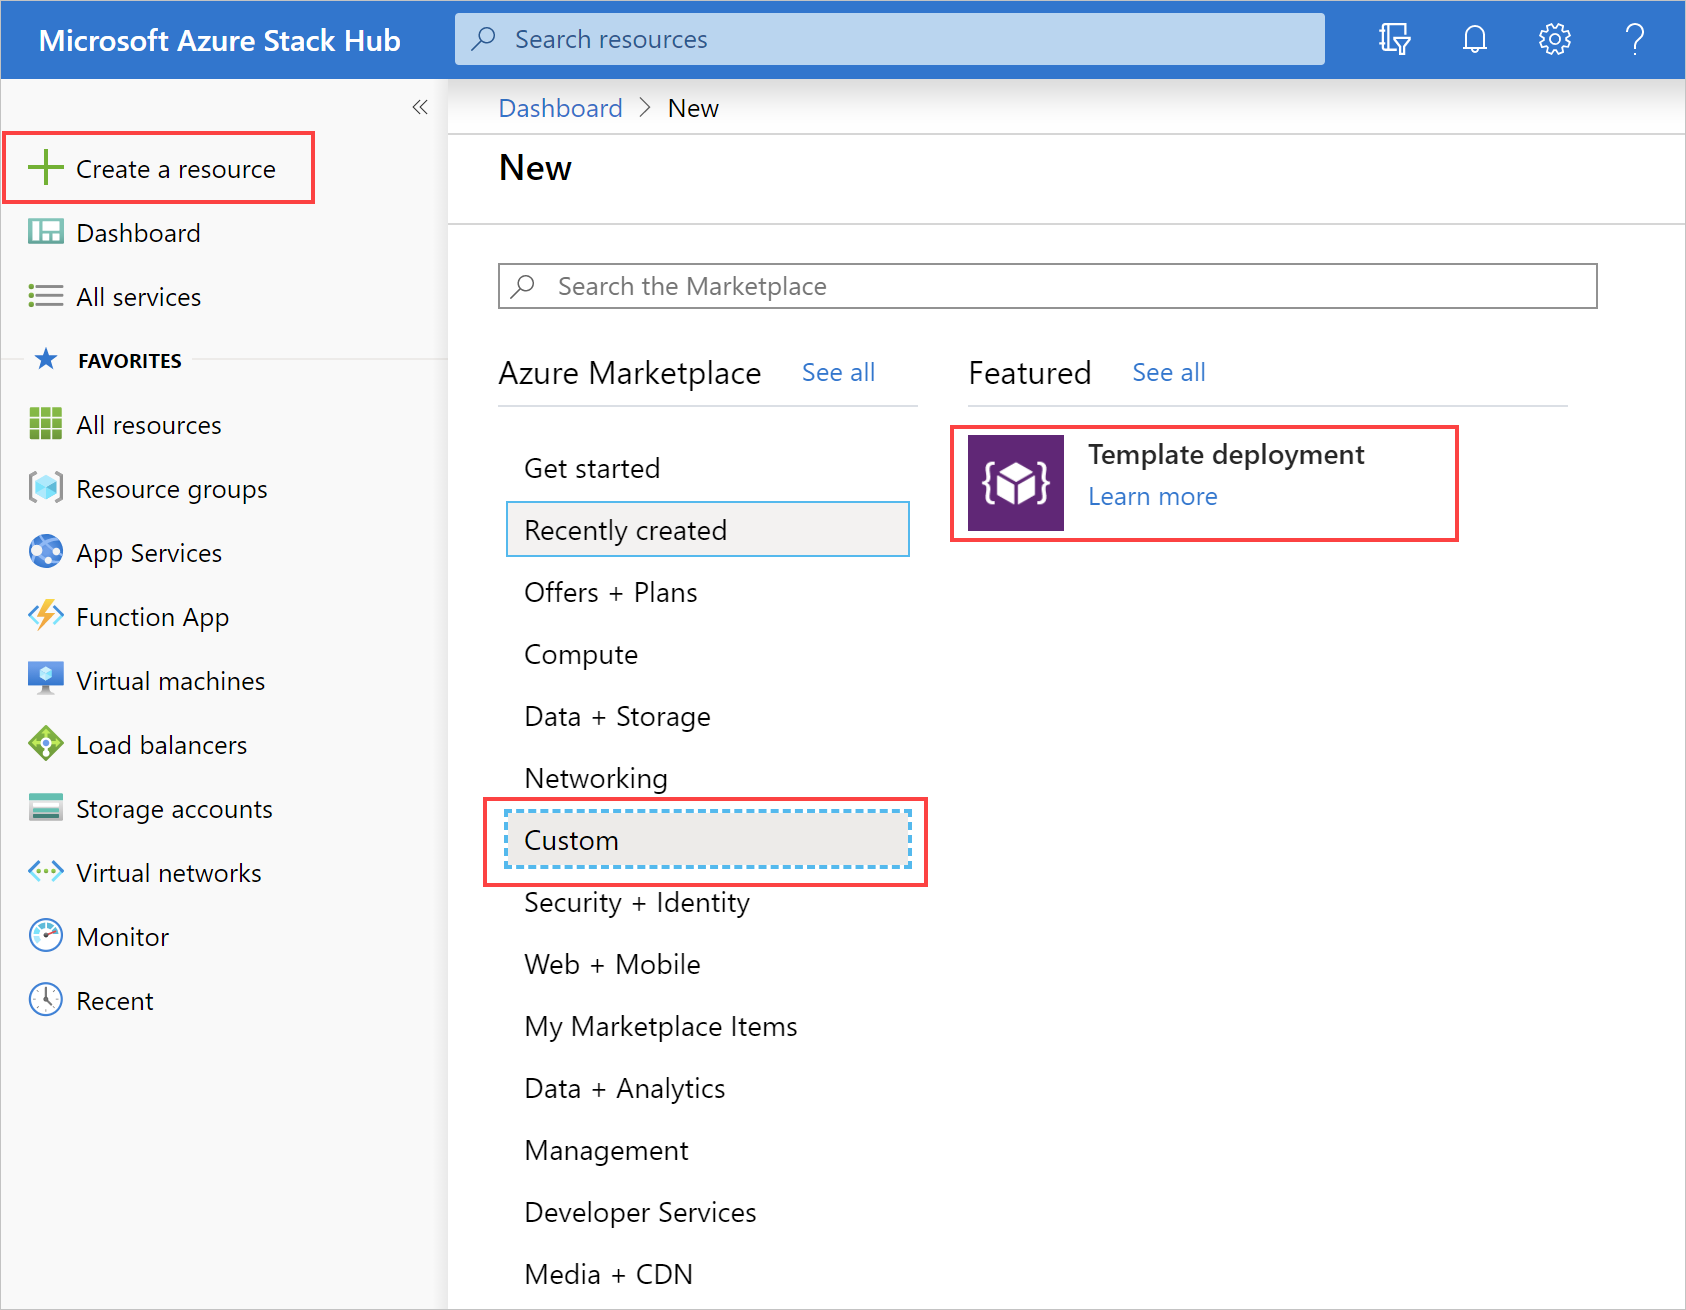 Microsoft Azure Stack Hub
Search resources
Create a resource
Dashboard
All services
FAVORITES
All resources
Resource groups
App Services
Function App
Virtual machines
Load balancers
Storage accounts
Virtual networks
Monitor
Recent
Dashboard > New
New
Search the Marketplace
Azure Marketplace See all
Get started
Recently created
Offers + Plans
Compute
Data + Storage
Networking
Custom
Security + Identity
Web + Mobile
My Marketplace Items
Data + Analytics
Management
Developer Services
Media + CDN
Featured See all
Template deployment
Learn more